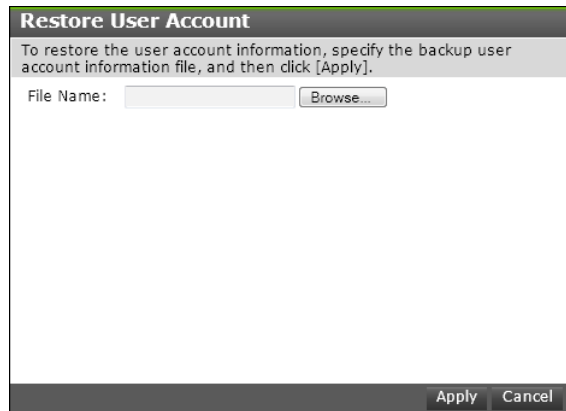 Restore User Account
To restore the user account information, specify the backup user
account information file, and then click [Apply].
File Name: Browse...
Apply Cancel